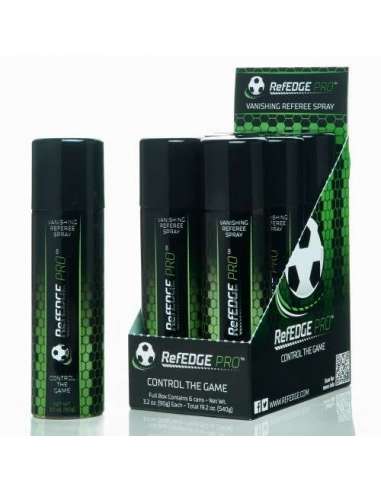 RefEDGE PRO™
VANISHING REFEREE SPRAY
VANISHING
REFEREE
SPRAY
RefEDGE PRO™
CONTROL
THE
GAME
VANISHING
REFEREE
SPRAY
RefEDGE PRO™
VANISHING
REFEREE
SPRAY
RefEDGE PRO™
RefEDGE PRO™
CONTROL THE GAME
Full Box Contains 6 cans - Net Wt.
3.2 oz. (90g) Each - Total 19.2 oz. (540g)
RefEDGE PRO™
CONTROL THE GAME
WWW.REFEDGE.COM